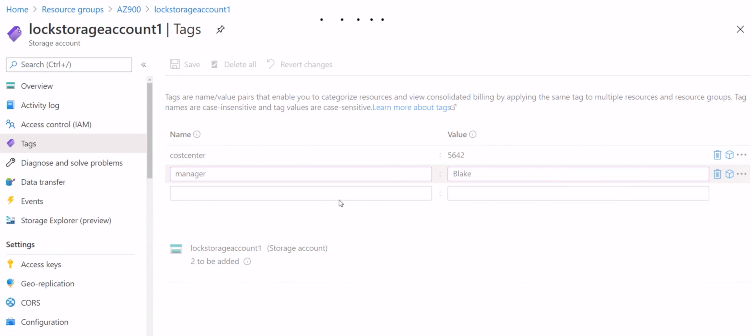 Home > Resource groups > AZ900 > lockstorageaccount1
lockstorageaccount1 | Tags
Storage account
Search (Ctrl+/)
«
Save
Delete all
Revert changes
Overview
Activity log
Access control (IAM)
Tags
Diagnose and solve problems
Data transfer
Events
Storage Explorer (preview)
Settings
Access keys
Geo-replication
CORS
Configuration
Tags are name/value pairs that enable you to categorize resources and view consolidated billing by applying the same tag to multiple resources and resource groups. Tag
names are case-insensitive and tag values are case-sensitive. Learn more about tags
Name
Value
costcenter : 5642
manager : Blake
:
lockstorageaccount1 (Storage account)
2 to be added